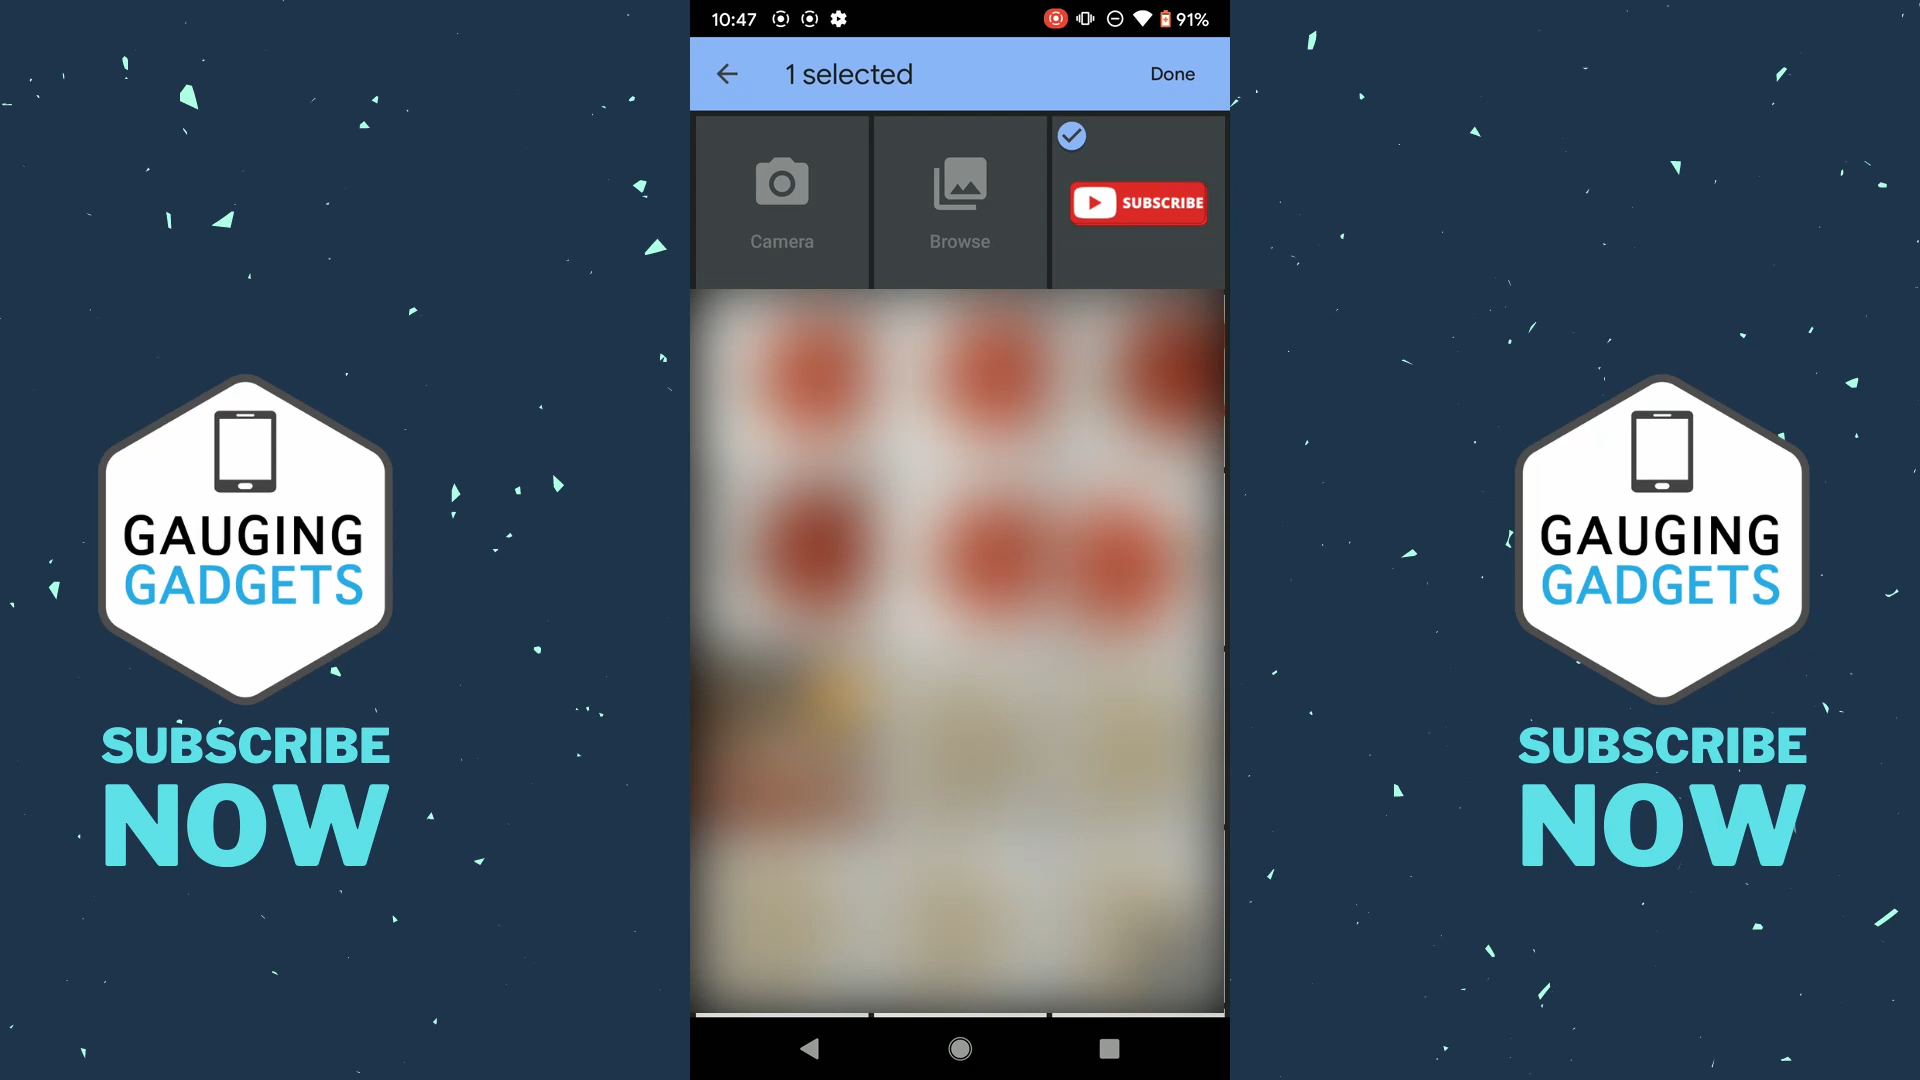 10:47
91%
1 selected
Done
Camera
Browse
SUBSCRIBE
GAUGING
GADGETS
SUBSCRIBE
NOW
GAUGING
GADGETS
SUBSCRIBE
NOW